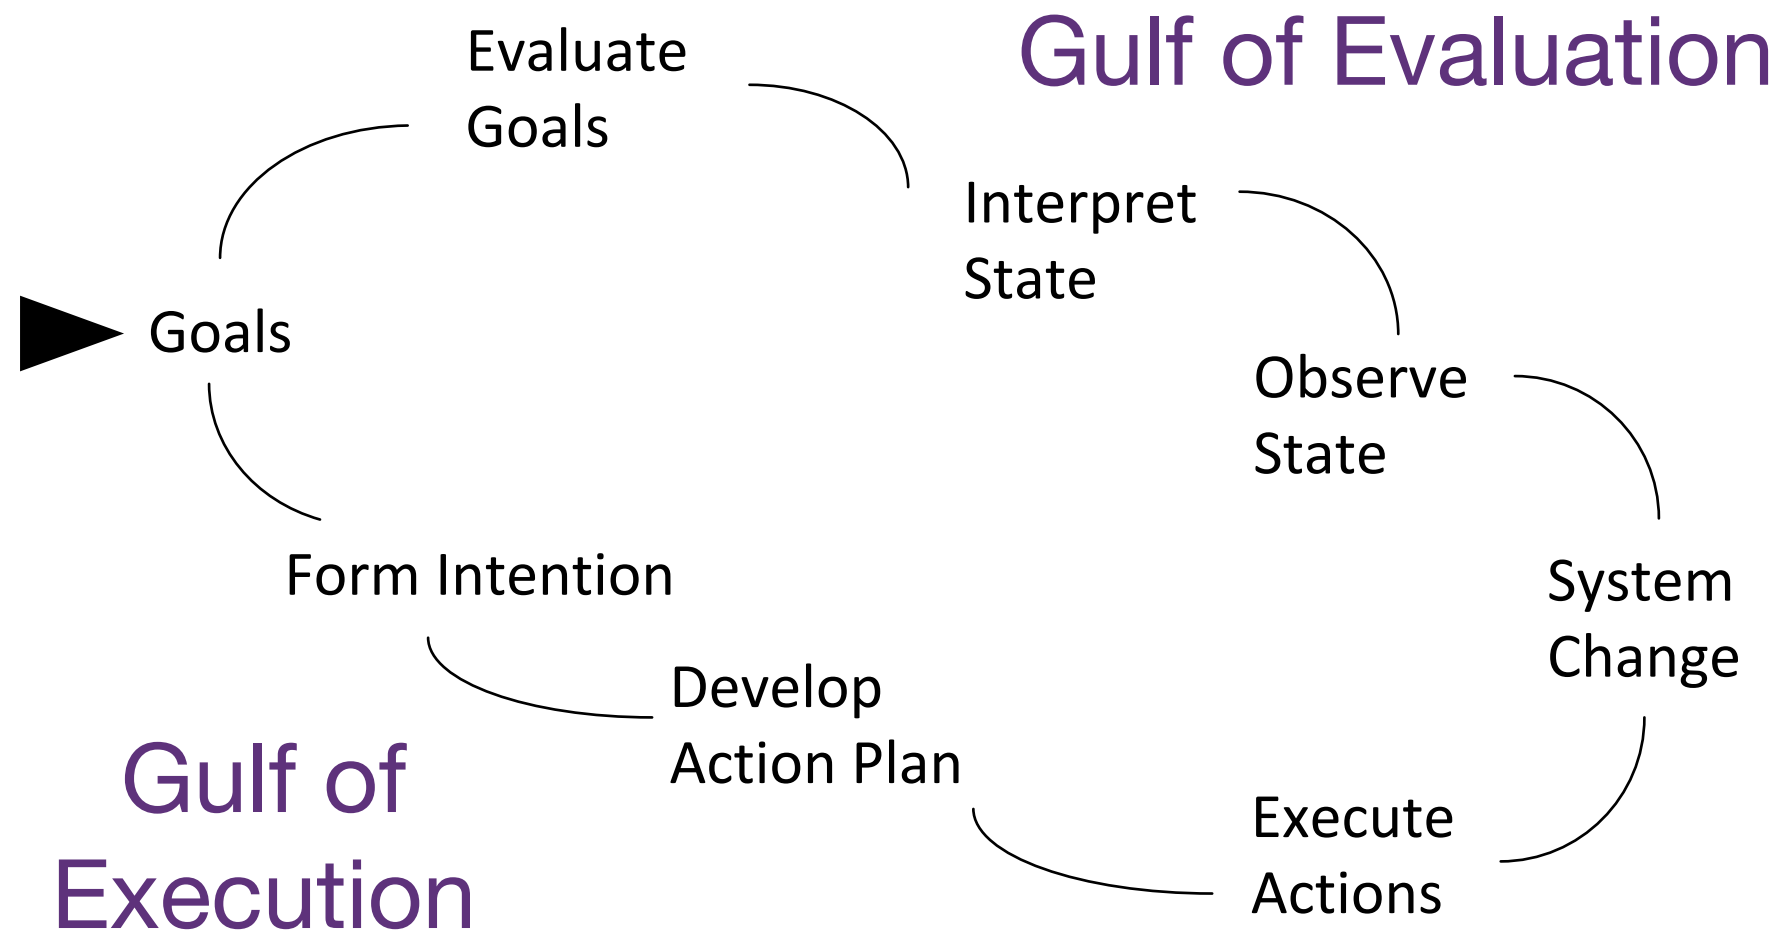 Evaluate
Goals
Gulf of Evaluation
Interpret
State
Goals
Observe
State
Form Intention
System
Change
Develop
Action Plan
Gulf of
Execution
Execute
Actions